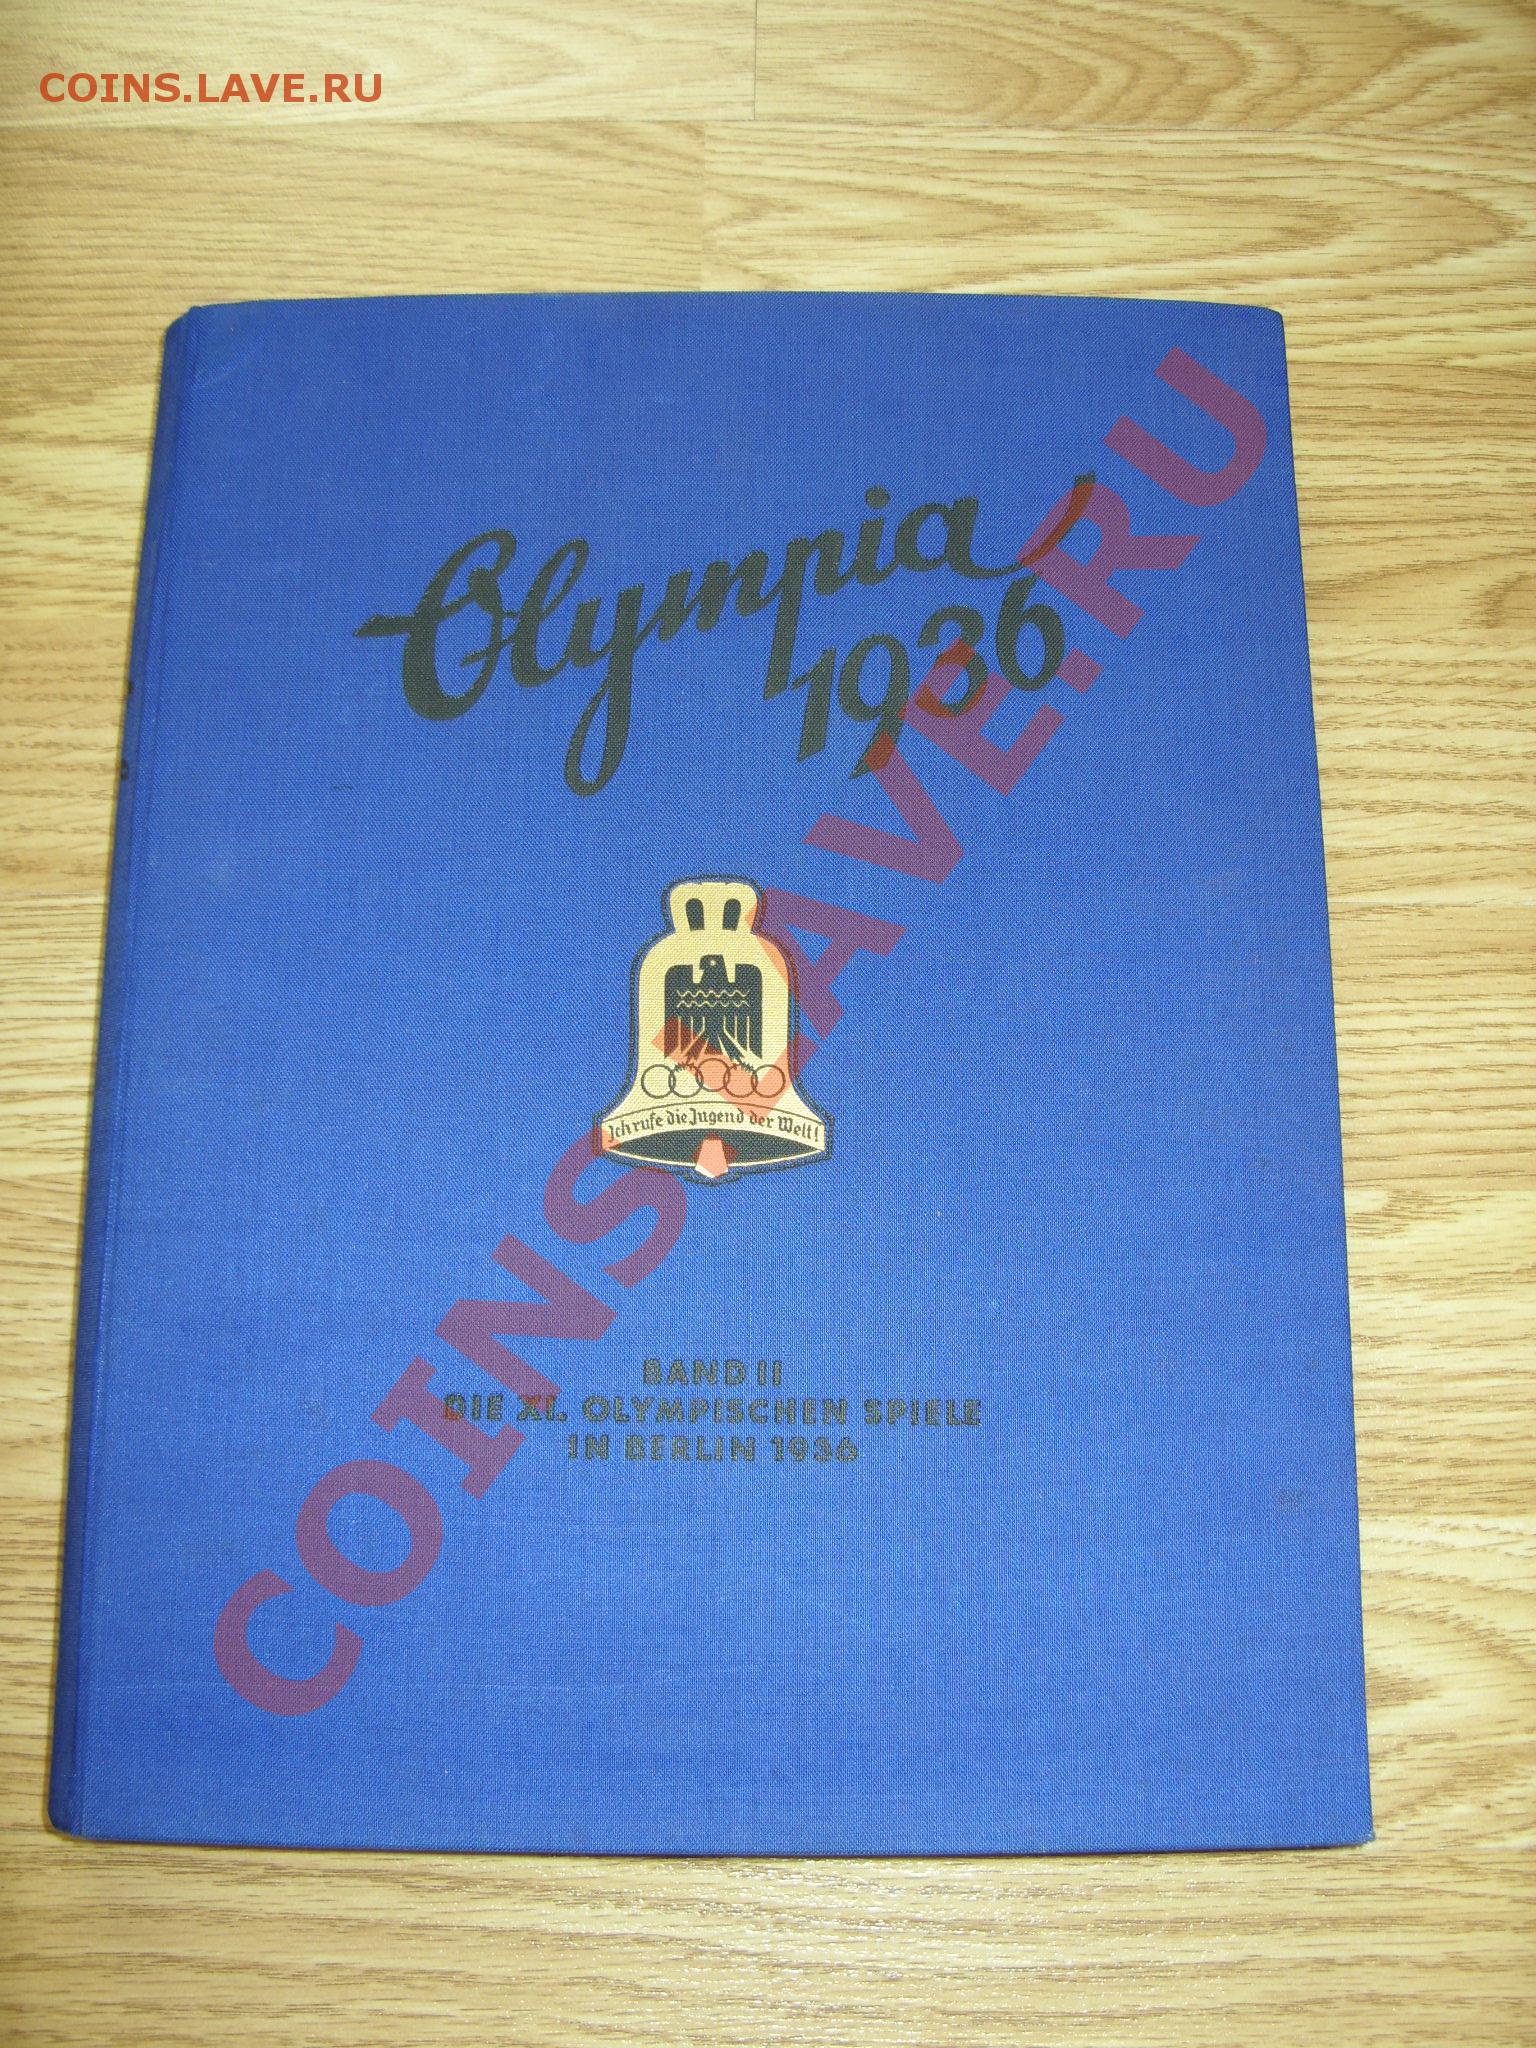 COINS.LAVE.RU
Olympia
1936
Ich rufe die Jugend der Welt!
BAND II
DIE XI. OLYMPISCHEN SPIELE
IN BERLIN 1936
COINS.LAVE.RU